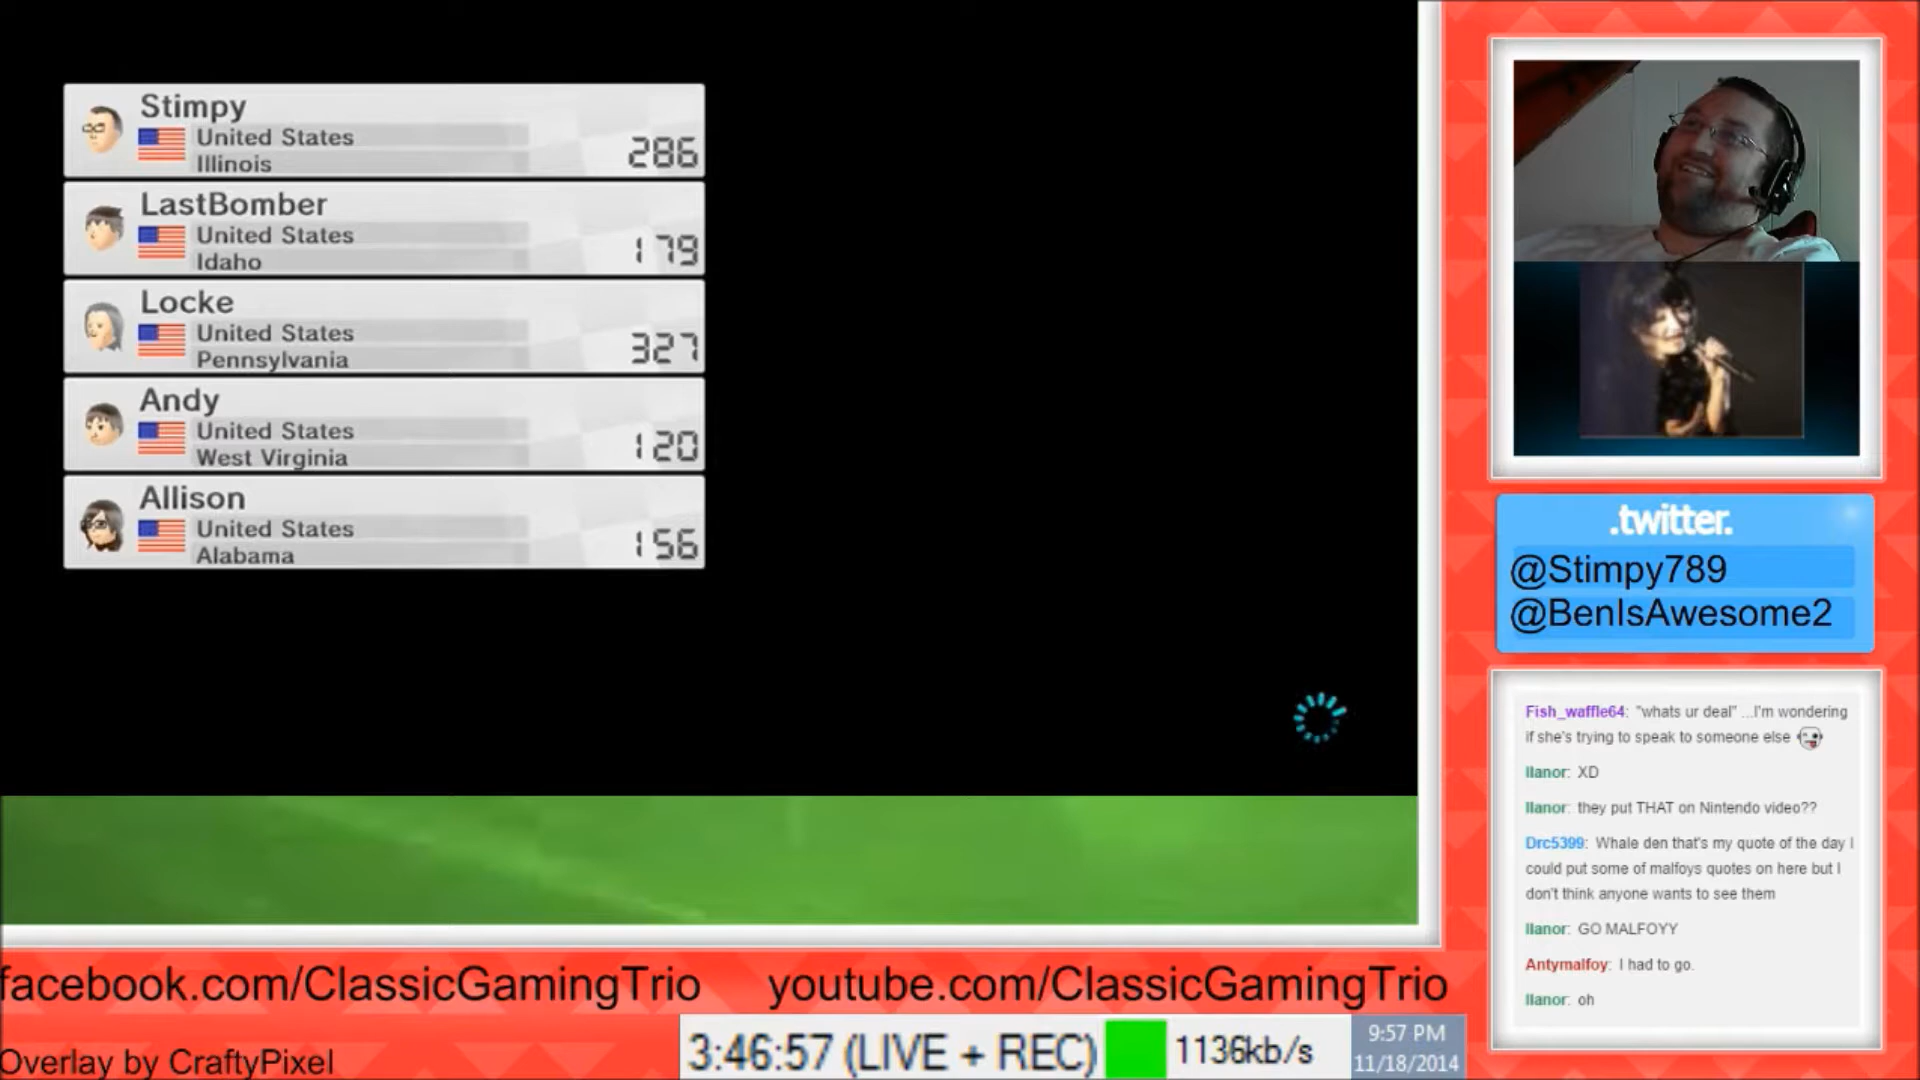 Stimpy
United States
Illinois
286
LastBomber
United States
Idaho
179
Locke
United States
Pennsylvania
327
Andy
United States
West Virginia
120
Allison
United States
Alabama
156
.twitter.
@Stimpy789
@BenIsAwesome2
Fish_waffle64: "whats ur deal" ...I'm wondering
if she's trying to speak to someone else
llanor: XD
llanor: they put THAT on Nintendo video??
Drc5399: Whale den that's my quote of the day I
could put some of malfoys quotes on here but I
don't think anyone wants to see them
llanor: GO MALFOYY
Antymalfoy: I had to go.
llanor: oh
facebook.com/ClassicGamingTrio youtube.com/ClassicGamingTrio
Overlay by CraftyPixel
3:46:57 (LIVE + REC) 1136kb/s
9:57 PM
11/18/2014